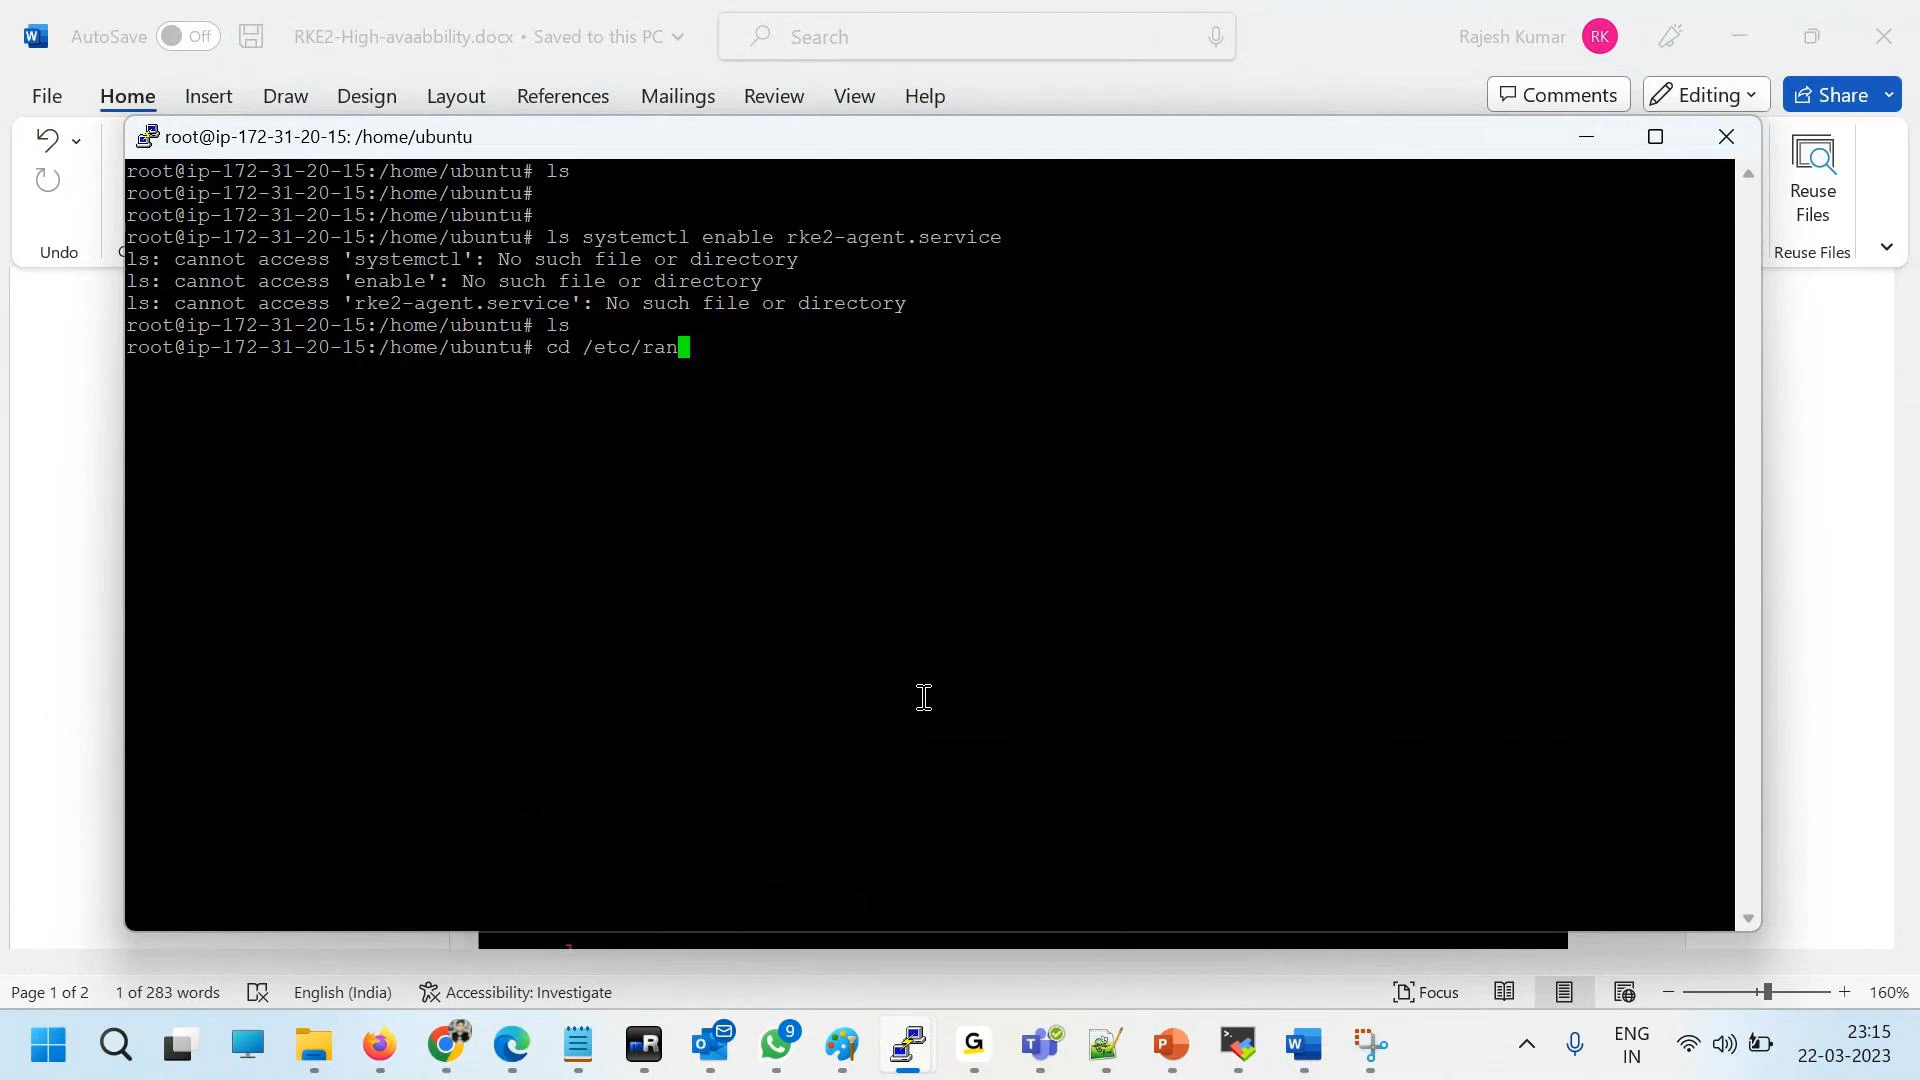 AutoSave Off RKE2-High-avaabbility.docx • Saved to this PC Search Rajesh Kumar RK
File Home Insert Draw Design Layout References Mailings Review View Help Comments Editing Share
root@ip-172-31-20-15: /home/ubuntu
root@ip-172-31-20-15:/home/ubuntu# ls
root@ip-172-31-20-15:/home/ubuntu#
root@ip-172-31-20-15:/home/ubuntu#
root@ip-172-31-20-15:/home/ubuntu# ls systemctl enable rke2-agent.service
ls: cannot access 'systemctl': No such file or directory
ls: cannot access 'enable': No such file or directory
ls: cannot access 'rke2-agent.service': No such file or directory
root@ip-172-31-20-15:/home/ubuntu# ls
root@ip-172-31-20-15:/home/ubuntu# cd /etc/ran
Undo
Reuse
Files
Reuse Files
Page 1 of 2 1 of 283 words English (India) Accessibility: Investigate Focus 160%
9
ENG
IN
23:15
22-03-2023